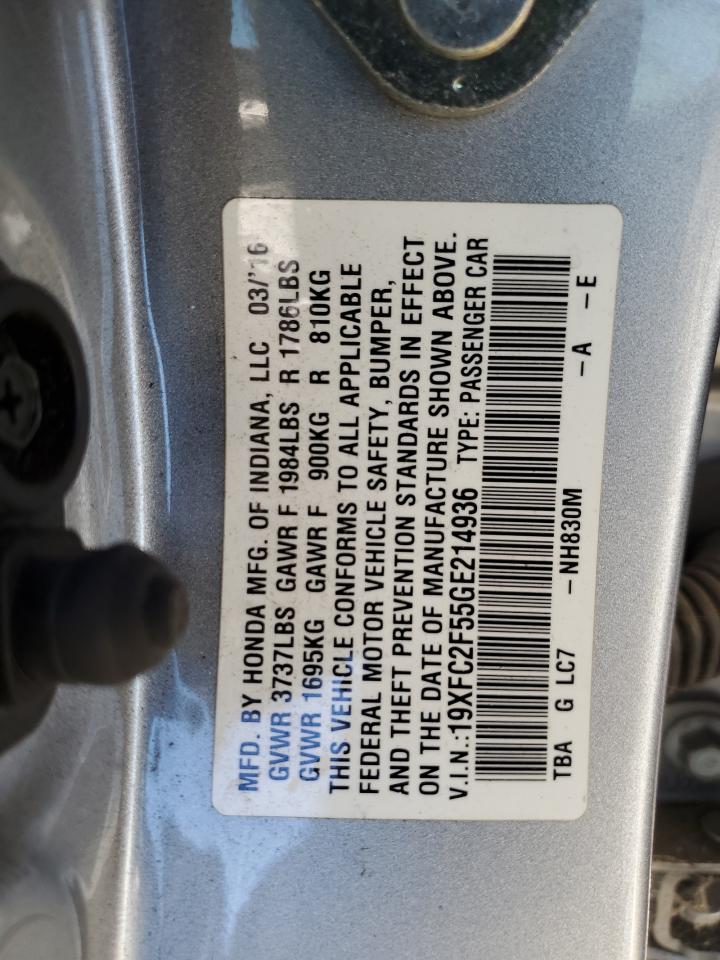 MFD. BY HONDA MFG. OF INDIANA, LLC 03/'16
GVWR 3737LBS GAWR F 1984LBS R 1786LBS
GVWR 1695KG GAWR F 900KG R 810KG
THIS VEHICLE CONFORMS TO ALL APPLICABLE
FEDERAL MOTOR VEHICLE SAFETY, BUMPER,
AND THEFT PREVENTION STANDARDS IN EFFECT
ON THE DATE OF MANUFACTURE SHOWN ABOVE.
V.I.N.:19XFC2F55GE214936 TYPE: PASSENGER CAR
TBA G LC7 -NH830M -A -E